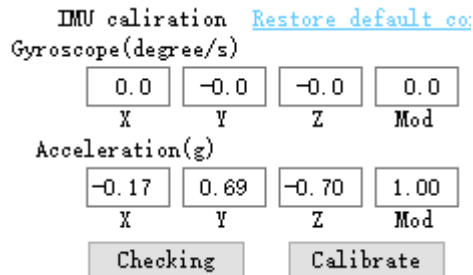 IMU caliration Restore default
Gyroscope(degree/s)
0.0 -0.0 -0.0 0.0
X Y Z Mod
Acceleration(g)
-0.17 0.69 -0.70 1.00
X Y Z Mod
Checking Calibrate